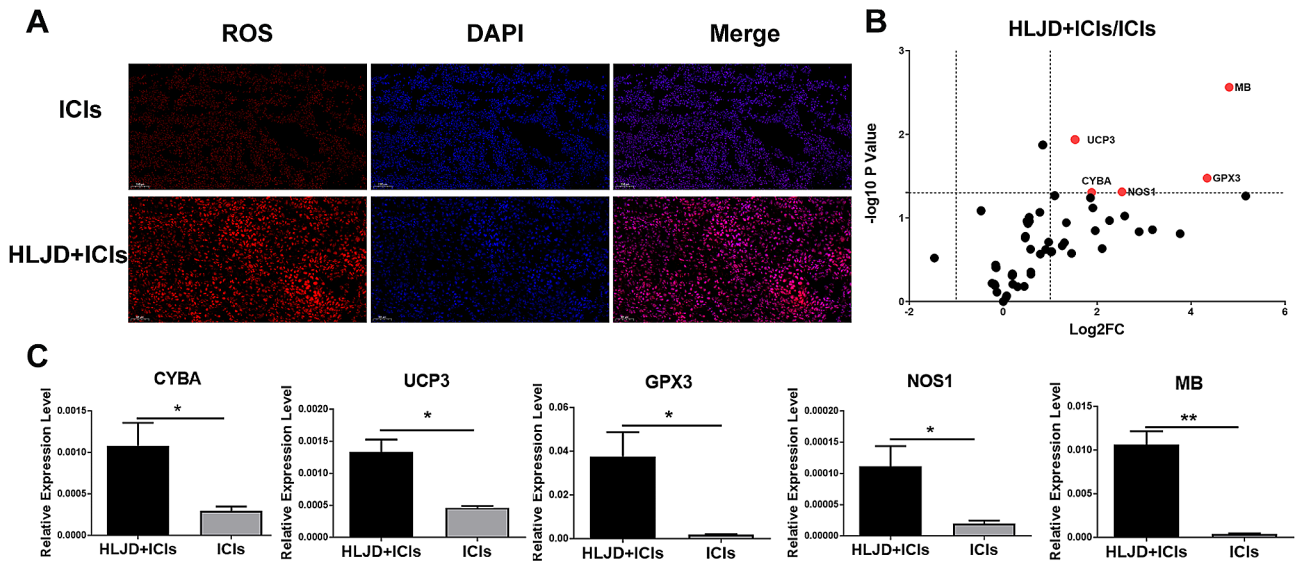 A
ROS
DAPI
Merge
ICIs
HLJD+ICIs
B
HLJD+ICIs/ICIs
-log10 P Value
3
2
1
0
MB
UCP3
CYBA
NOS1
GPX3
-2
0
2
4
6
Log2FC
C
CYBA
Relative Expression Level
0.0015
0.0010
0.0005
0.0000
*
HLJD+ICIs
ICIs
UCP3
Relative Expression Level
0.0020
0.0015
0.0010
0.0005
0.0000
*
HLJD+ICIs
ICIs
GPX3
Relative Expression Level
0.06
0.04
0.02
0.00
*
HLJD+ICIs
ICIs
NOS1
Relative Expression Level
0.00020
0.00015
0.00010
0.00005
0.00000
*
HLJD+ICIs
ICIs
MB
Relative Expression Level
0.015
0.010
0.005
0.000
**
HLJD+ICIs
ICIs